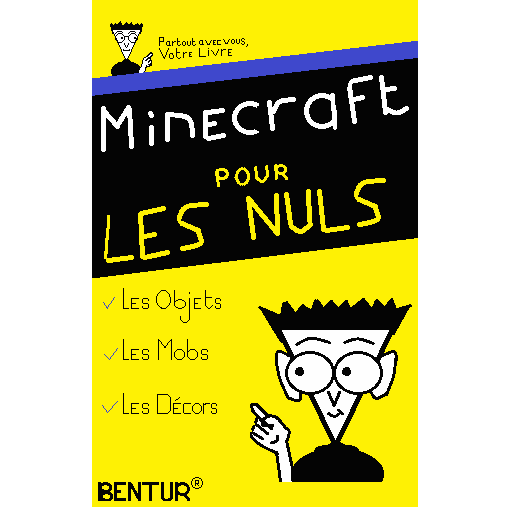 Partout avec vous,
Votre Livre
Minecraft
POUR
LES NULS
Les Objets
Les Mobs
Les Décors
BENTUR®